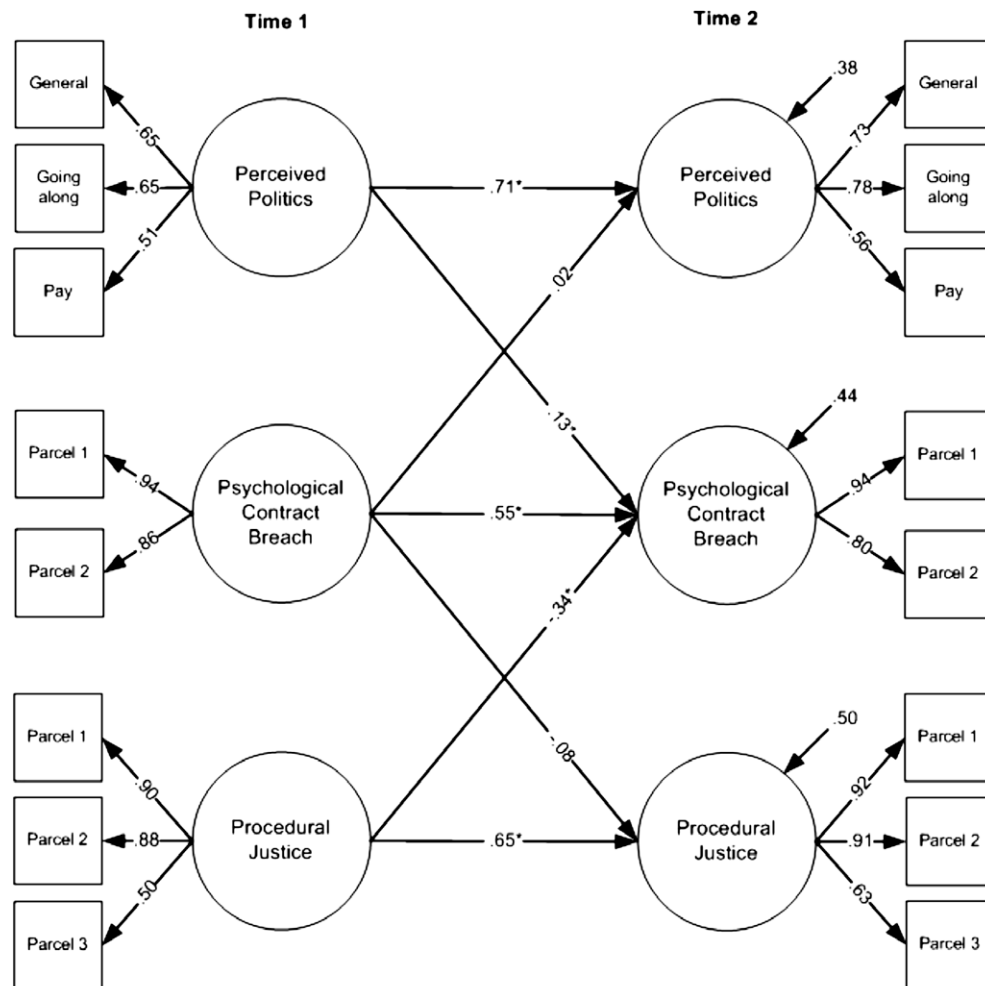 Time 1
Time 2
General
Going
along
Pay
.65
.65
.51
Perceived
Politics
.71*
.02
.13*
Perceived
Politics
.38
.73
.78
.56
General
Going
along
Pay
Parcel 1
Parcel 2
.94
.86
Psychological
Contract
Breach
.55*
-.34*
-.08
Psychological
Contract
Breach
.44
.94
.80
Parcel 1
Parcel 2
Parcel 1
Parcel 2
Parcel 3
.90
.88
.50
Procedural
Justice
.65*
Procedural
Justice
.50
.92
.91
.63
Parcel 1
Parcel 2
Parcel 3